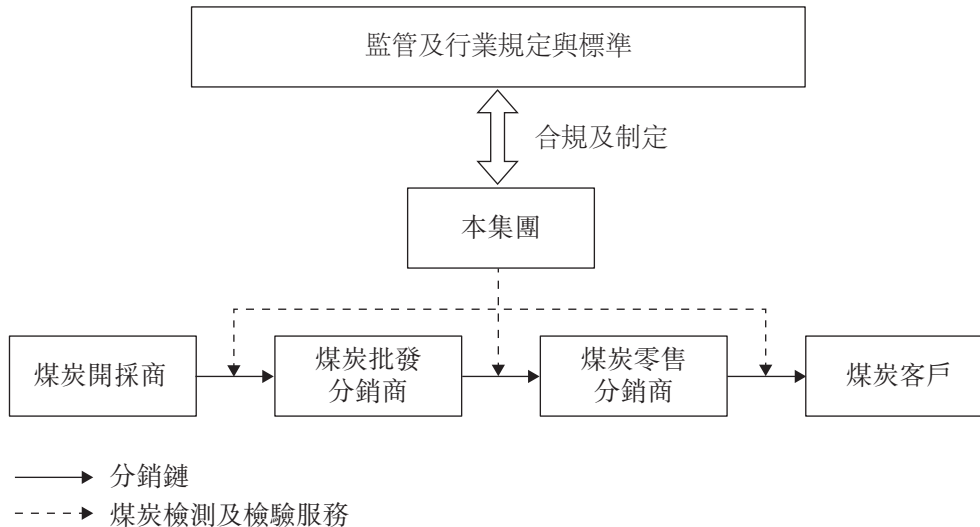 監管及行業規定與標準
合規及制定
本集團
煤炭開採商
煤炭批發
分銷商
煤炭零售
分銷商
煤炭客戶
分銷鏈
煤炭檢測及檢驗服務